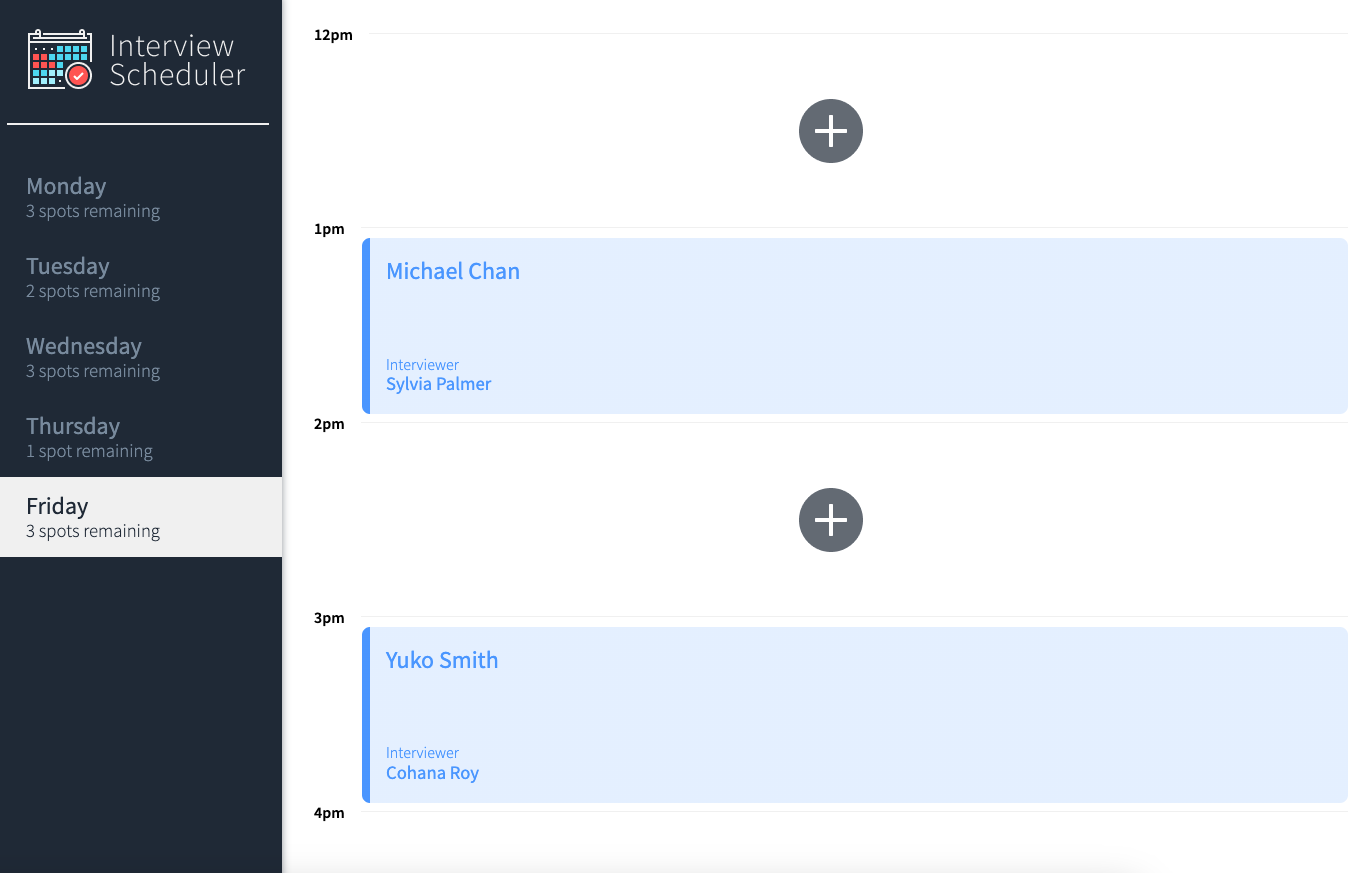 Interview
Scheduler
Monday
3 spots remaining
Tuesday
2 spots remaining
Wednesday
3 spots remaining
Thursday
1 spot remaining
Friday
3 spots remaining
12pm
1pm
Michael Chan
Interviewer
Sylvia Palmer
2pm
3pm
Yuko Smith
Interviewer
Cohana Roy
4pm